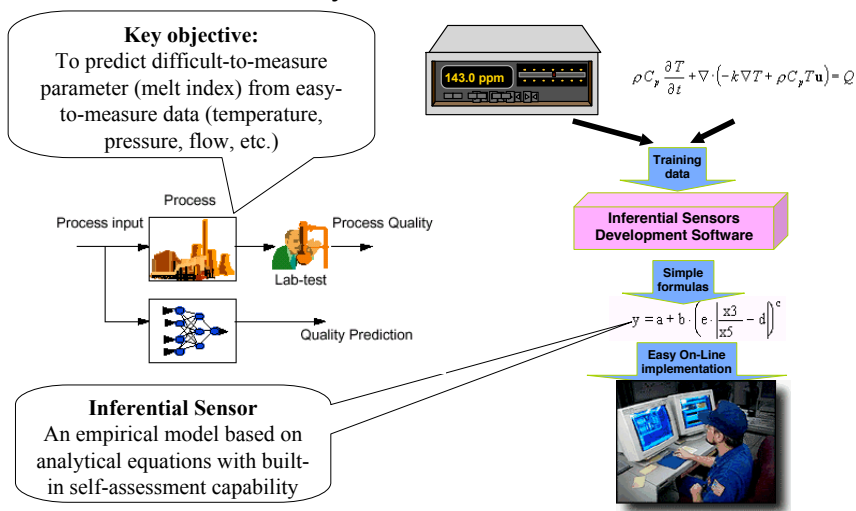 Key objective:
To predict difficult-to-measure
parameter (melt index) from easy-
to-measure data (temperature,
pressure, flow, etc.)
143.0 ppm
ρ C_p ∂T/∂t + ∇·(−k∇T + ρ C_p T u) = Q
Training
data
Inferential Sensors
Development Software
Simple
formulas
y = a + b · (e · |x3/x5 − d|)^c
Easy On-Line
implementation
Process
Process input
Process Quality
Lab-test
Quality Prediction
Inferential Sensor
An empirical model based on
analytical equations with built-
in self-assessment capability